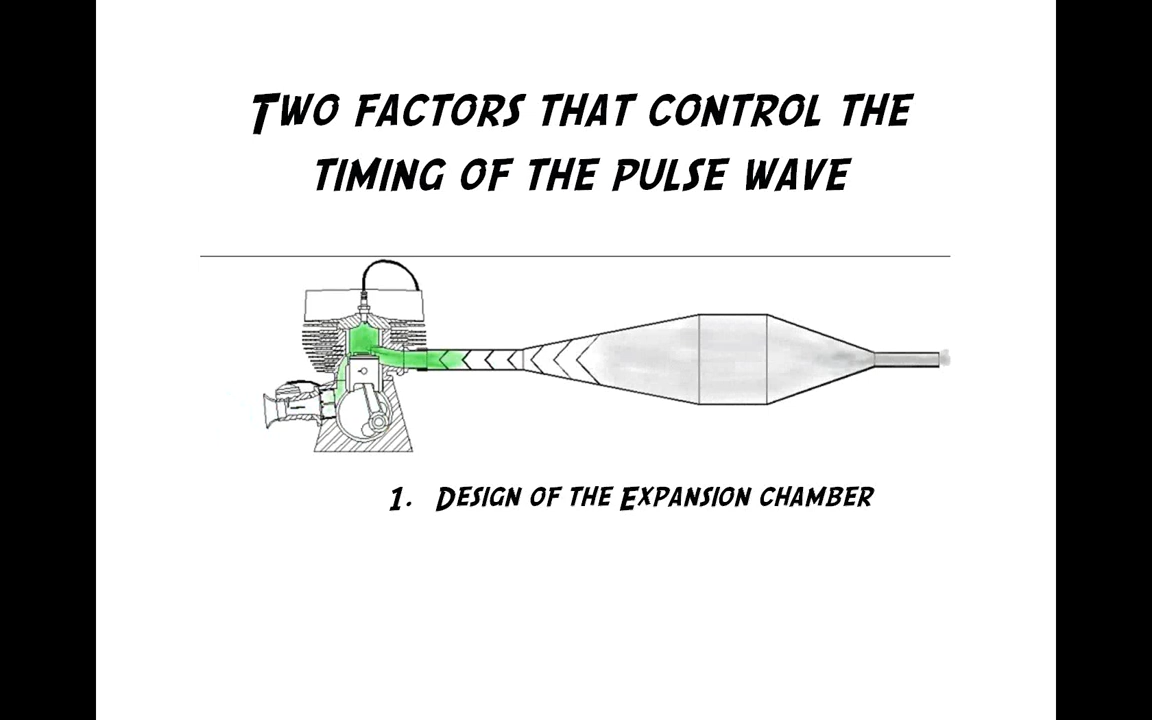 Two factors that control the
timing of the pulse wave
1. Design of the Expansion chamber